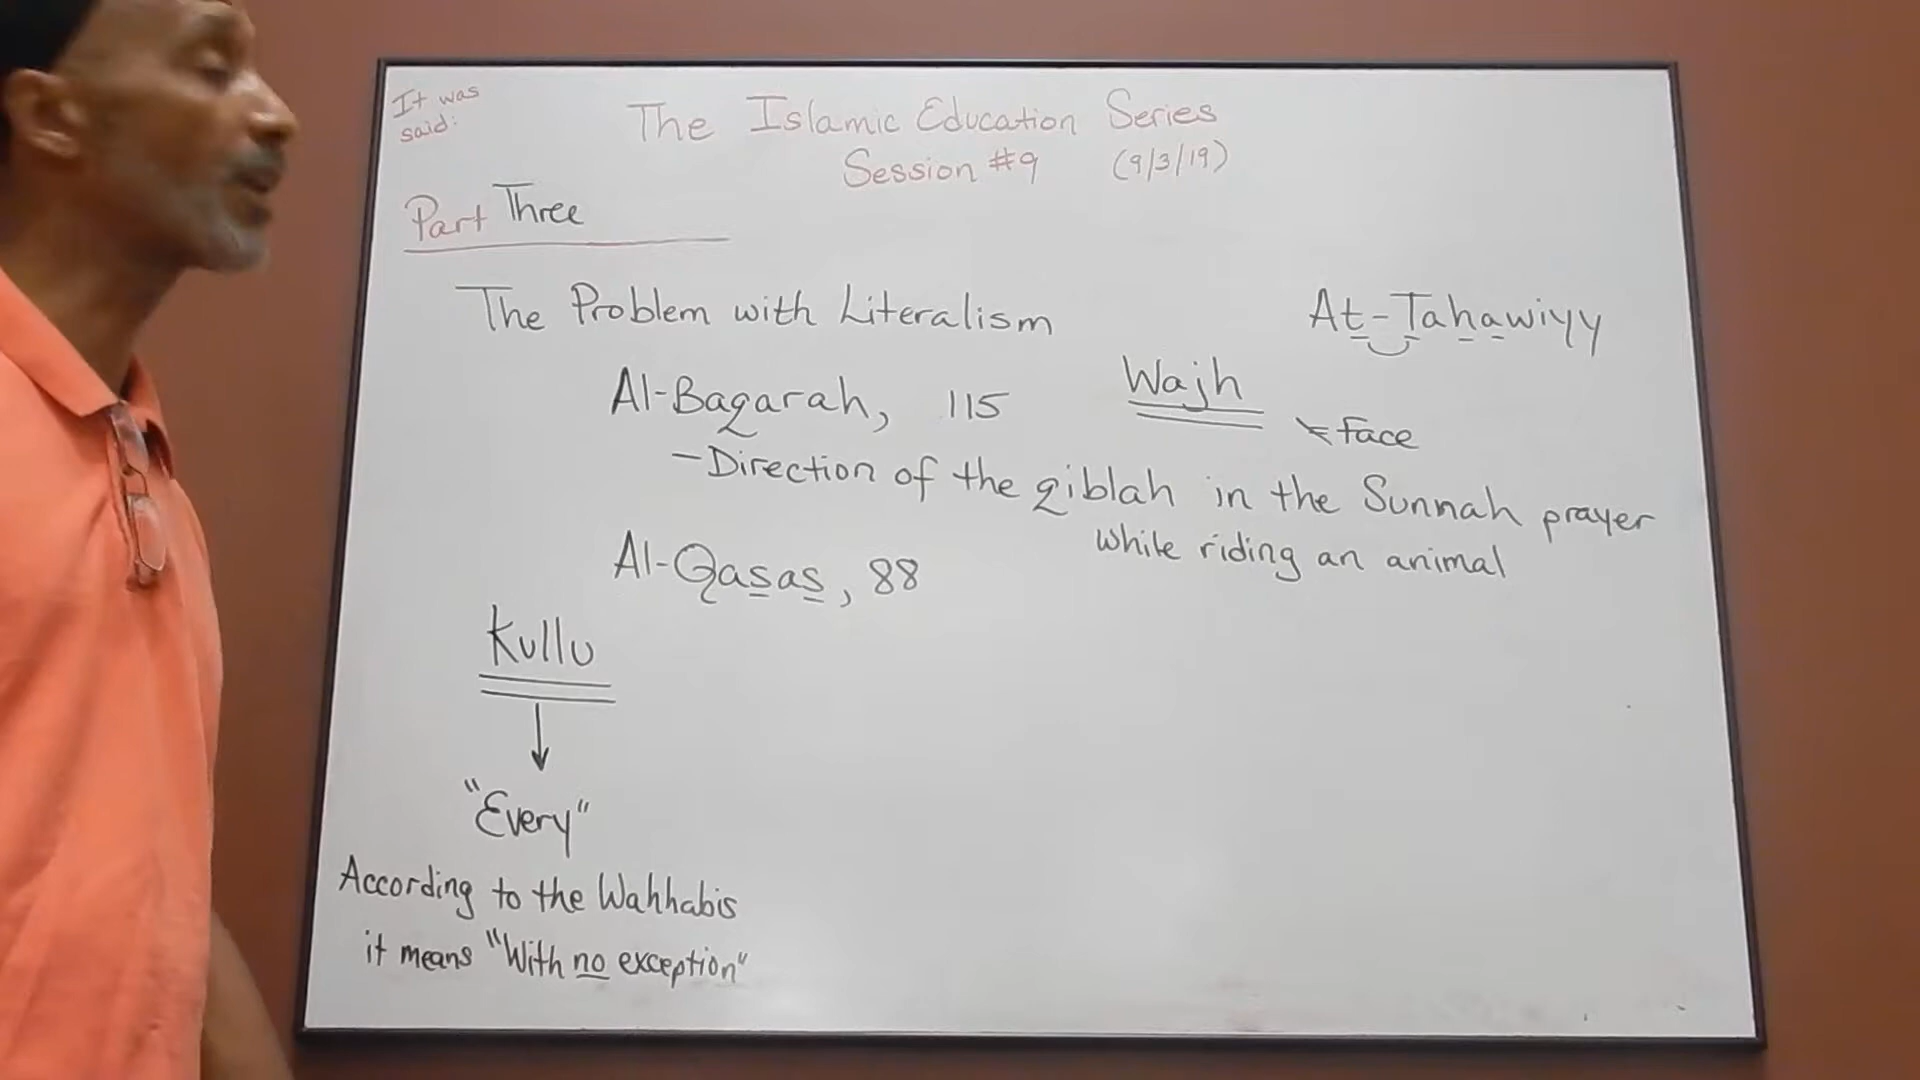 It was
said:
The Islamic Education Series
Session #9 (9/3/19)
Part Three
The Problem with Literalism
At-Tahawiyy
Al-Baqarah, 115
Wajh
Face
-Direction of the qiblah in the Sunnah prayer
while riding an animal
Al-Qasas, 88
Kullu
"Every"
According to the Wahhabis
it means "With no exception"